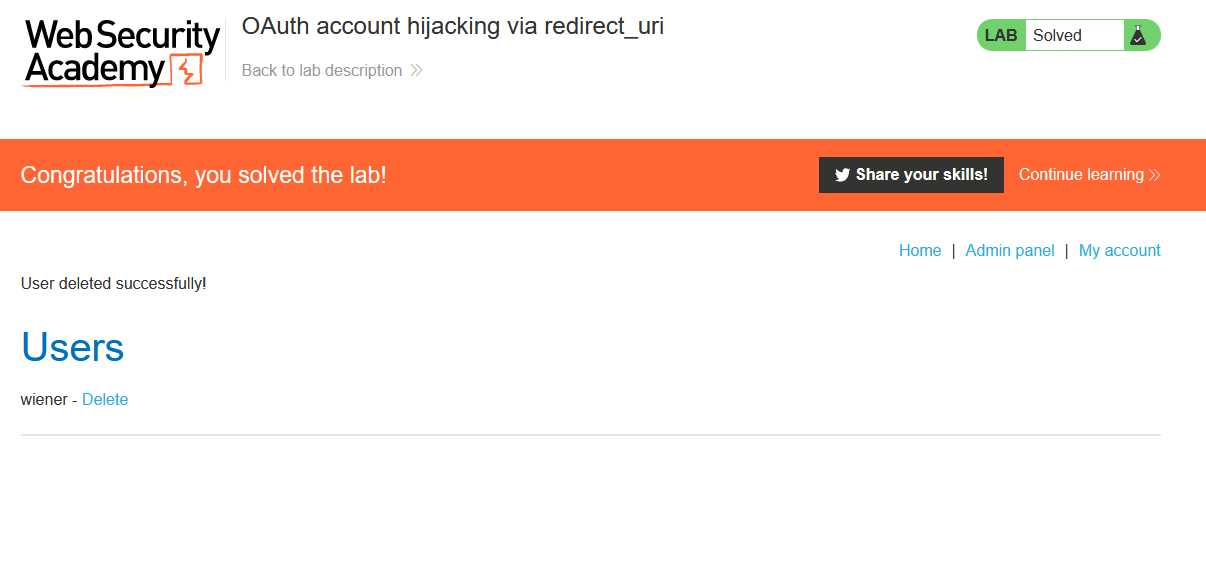 Web Security
Academy
OAuth account hijacking via redirect_uri
Back to lab description
LAB Solved
Congratulations, you solved the lab!
Share your skills!
Continue learning
Home | Admin panel | My account
User deleted successfully!
Users
wiener - Delete